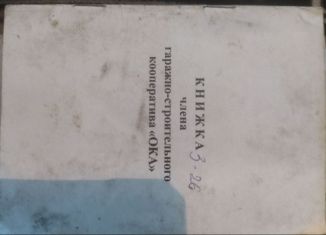 КНИЖКА 3-26
члена
гаражно-строительного
кооператива «ОКА»